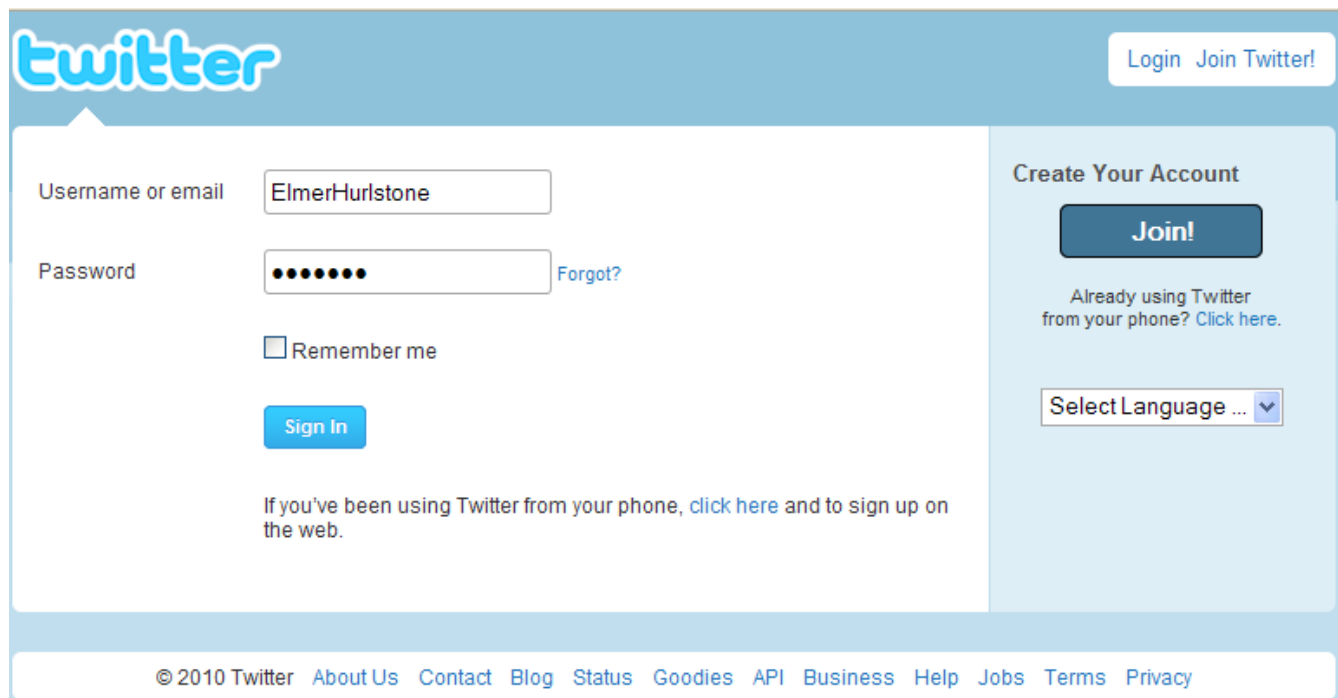 twitter
Login Join Twitter!
Username or email
ElmerHurlstone
Password
•••••••
Forgot?
Remember me
Sign In
If you've been using Twitter from your phone, click here and to sign up on
the web.
Create Your Account
Join!
Already using Twitter
from your phone? Click here.
Select Language ...
© 2010 Twitter About Us Contact Blog Status Goodies API Business Help Jobs Terms Privacy